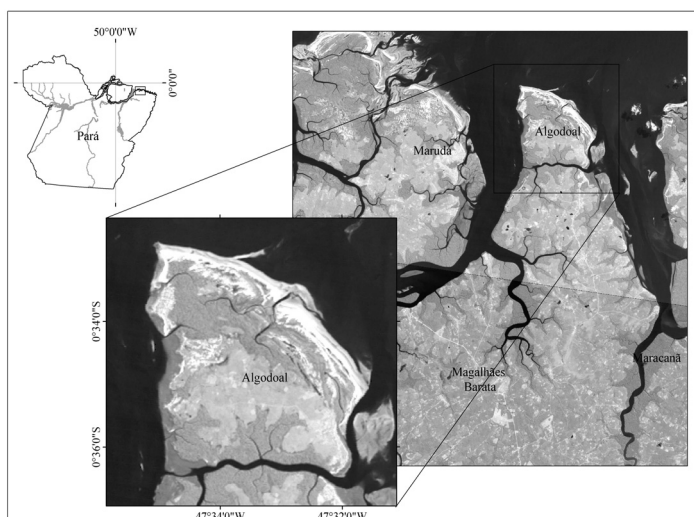 50°0'0"W
0°0'0"
Pará
Marudá
Algodoal
Magalhães
Barata
Maracanã
0°34'0"S
Algodoal
0°36'0"S
47°34'0"W
47°32'0"W